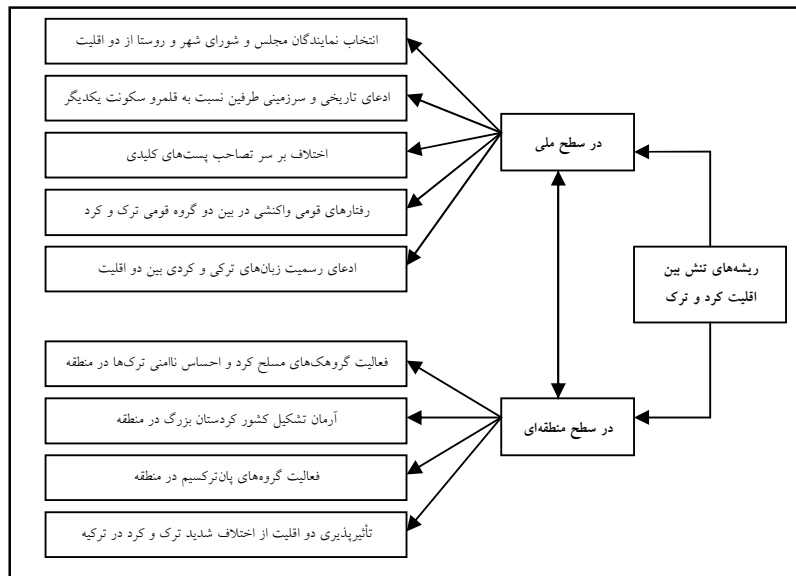 ریشه‌های تنش بین
اقلیت کرد و ترک
در سطح ملی
انتخاب نمایندگان مجلس و شورای شهر و روستا از دو اقلیت
ادعای تاریخی و سرزمینی طرفین نسبت به قلمرو سکونت یکدیگر
اختلاف بر سر تصاحب پست‌های کلیدی
رفتارهای قومی واکنشی در بین دو گروه قومی ترک و کرد
ادعای رسمیت زبان‌های ترکی و کردی بین دو اقلیت
در سطح منطقه‌ای
فعالیت گروهک‌های مسلح کرد و احساس ناامنی ترک‌ها در منطقه
آرمان تشکیل کشور کردستان بزرگ در منطقه
فعالیت گروه‌های پان‌ترکسیم در منطقه
تأثیرپذیری دو اقلیت از اختلاف شدید ترک و کرد در ترکیه